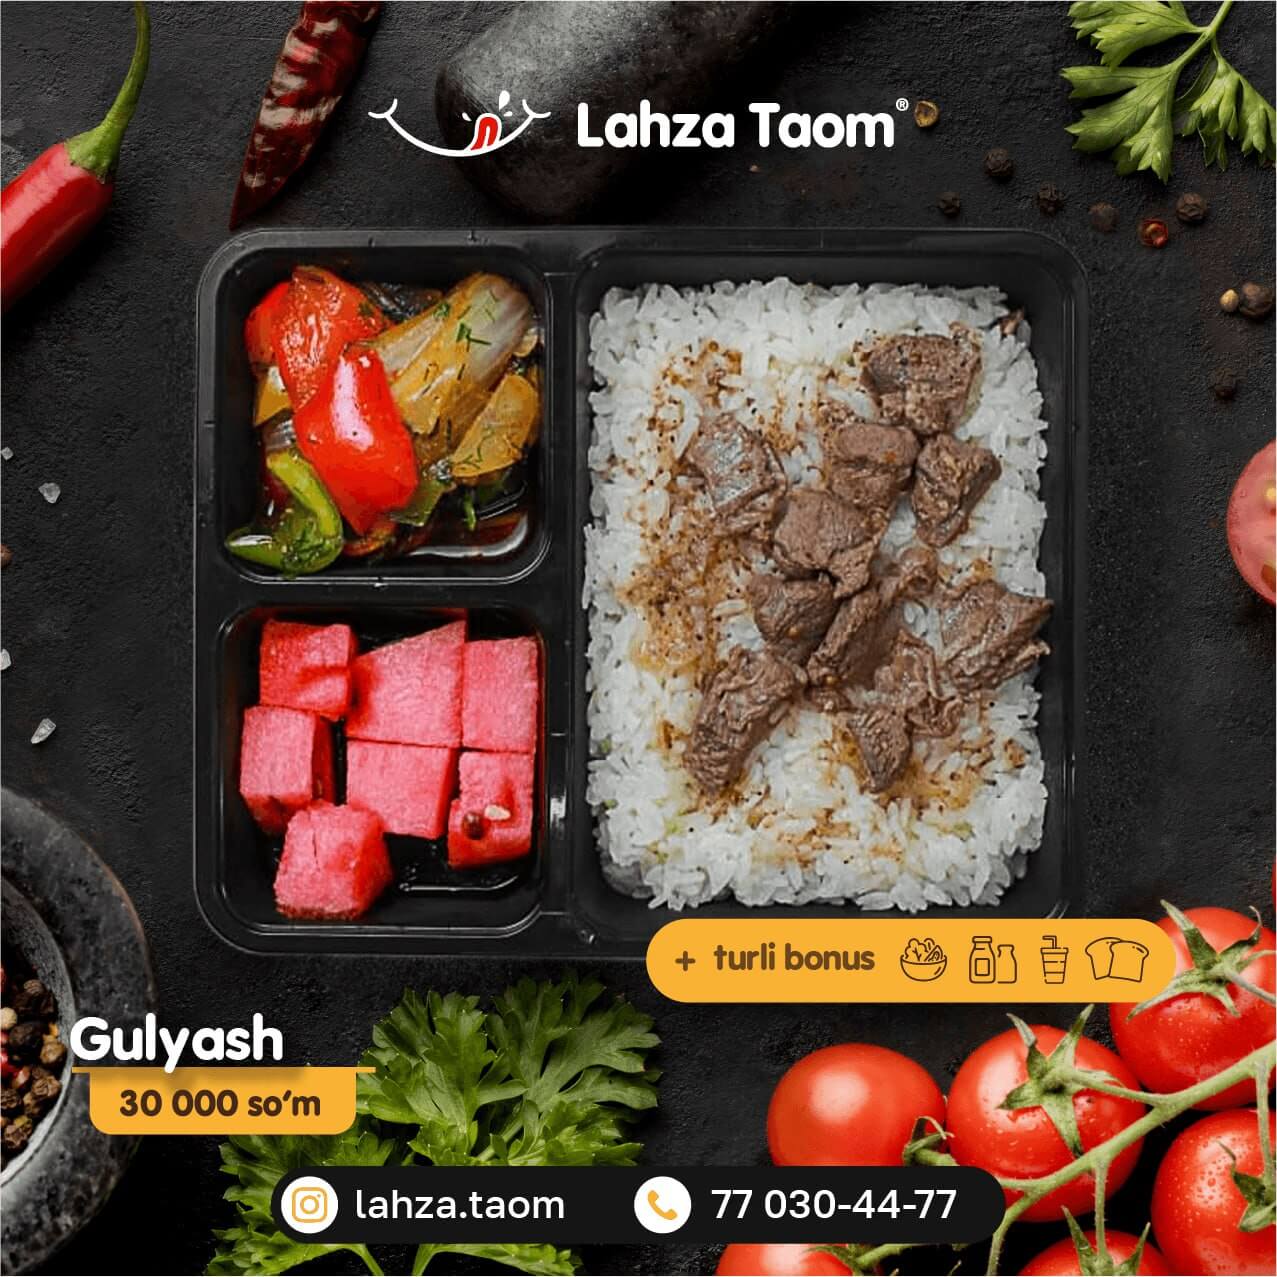 Lahza Taom®
+ turli bonus
Gulyash
30 000 so‘m
lahza.taom
77 030-44-77